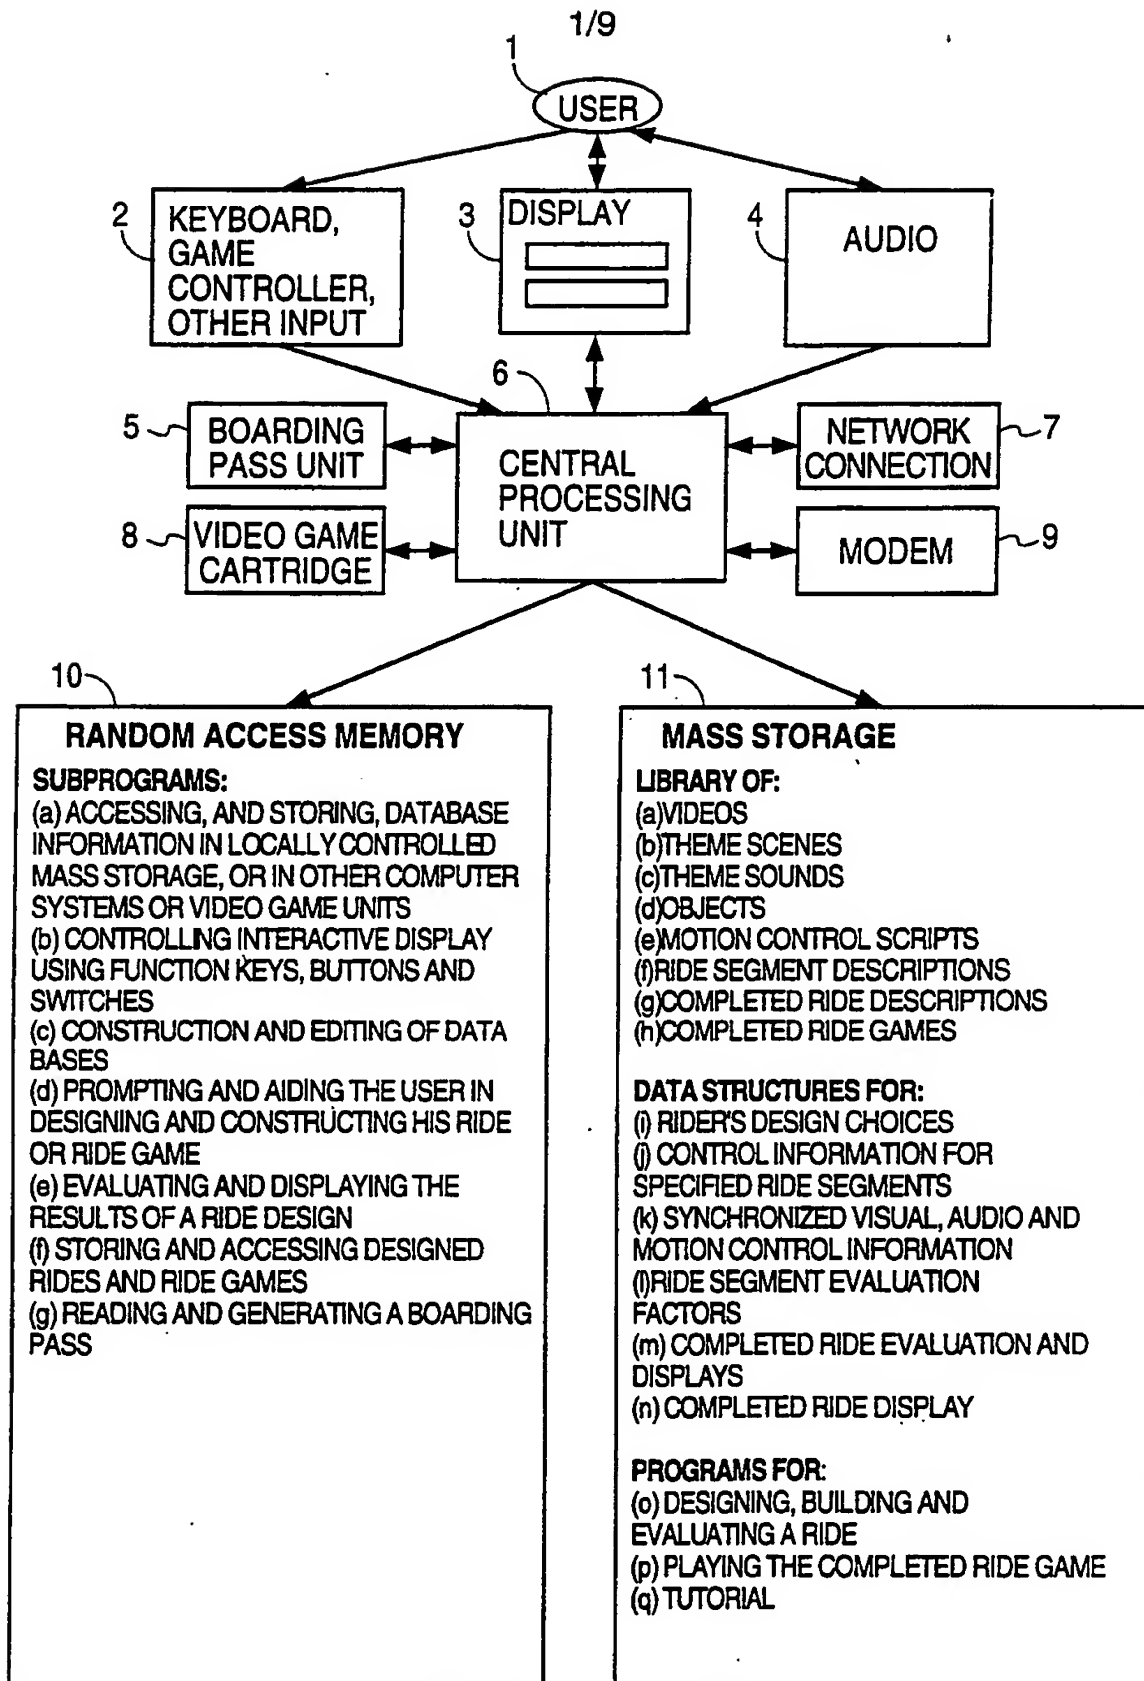 1/9
1
USER
2
KEYBOARD,
GAME
CONTROLLER,
OTHER INPUT
3
DISPLAY
4
AUDIO
6
5
BOARDING
PASS UNIT
CENTRAL
PROCESSING
UNIT
NETWORK
CONNECTION
7
8
VIDEO GAME
CARTRIDGE
MODEM
9
10
RANDOM ACCESS MEMORY
SUBPROGRAMS:
(a) ACCESSING, AND STORING, DATABASE
INFORMATION IN LOCALLY CONTROLLED
MASS STORAGE, OR IN OTHER COMPUTER
SYSTEMS OR VIDEO GAME UNITS
(b) CONTROLLING INTERACTIVE DISPLAY
USING FUNCTION KEYS, BUTTONS AND
SWITCHES
(c) CONSTRUCTION AND EDITING OF DATA
BASES
(d) PROMPTING AND AIDING THE USER IN
DESIGNING AND CONSTRUCTING HIS RIDE
OR RIDE GAME
(e) EVALUATING AND DISPLAYING THE
RESULTS OF A RIDE DESIGN
(f) STORING AND ACCESSING DESIGNED
RIDES AND RIDE GAMES
(g) READING AND GENERATING A BOARDING
PASS
11
MASS STORAGE
LIBRARY OF:
(a)VIDEOS
(b)THEME SCENES
(c)THEME SOUNDS
(d)OBJECTS
(e)MOTION CONTROL SCRIPTS
(f)RIDE SEGMENT DESCRIPTIONS
(g)COMPLETED RIDE DESCRIPTIONS
(h)COMPLETED RIDE GAMES
DATA STRUCTURES FOR:
(i) RIDER'S DESIGN CHOICES
(j) CONTROL INFORMATION FOR
SPECIFIED RIDE SEGMENTS
(k) SYNCHRONIZED VISUAL, AUDIO AND
MOTION CONTROL INFORMATION
(l)RIDE SEGMENT EVALUATION
FACTORS
(m) COMPLETED RIDE EVALUATION AND
DISPLAYS
(n) COMPLETED RIDE DISPLAY
PROGRAMS FOR:
(o) DESIGNING, BUILDING AND
EVALUATING A RIDE
(p) PLAYING THE COMPLETED RIDE GAME
(q) TUTORIAL